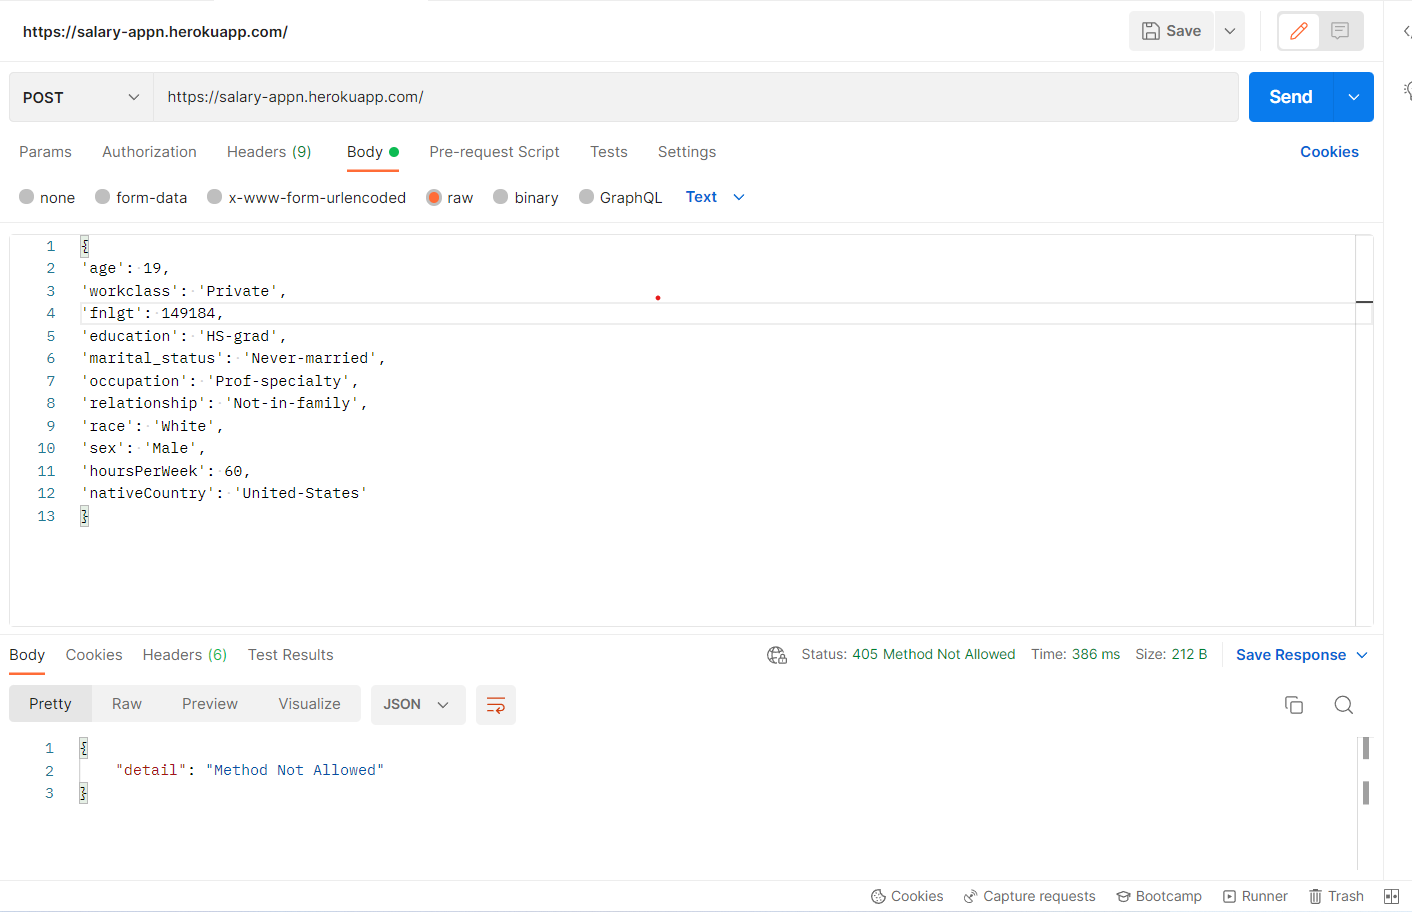 https://salary-appn.herokuapp.com/
Save
POST
https://salary-appn.herokuapp.com/
Send
Params Authorization Headers (9) Body Pre-request Script Tests Settings Cookies
none form-data x-www-form-urlencoded raw binary GraphQL Text
1 {
2 'age': 19,
3 'workclass': 'Private',
4 'fnlgt': 149184,
5 'education': 'HS-grad',
6 'marital_status': 'Never-married',
7 'occupation': 'Prof-specialty',
8 'relationship': 'Not-in-family',
9 'race': 'White',
10 'sex': 'Male',
11 'hoursPerWeek': 60,
12 'nativeCountry': 'United-States'
13 }
Body Cookies Headers (6) Test Results Status: 405 Method Not Allowed Time: 386 ms Size: 212 B Save Response
Pretty Raw Preview Visualize JSON
1 {
2 "detail": "Method Not Allowed"
3 }
Cookies Capture requests Bootcamp Runner Trash